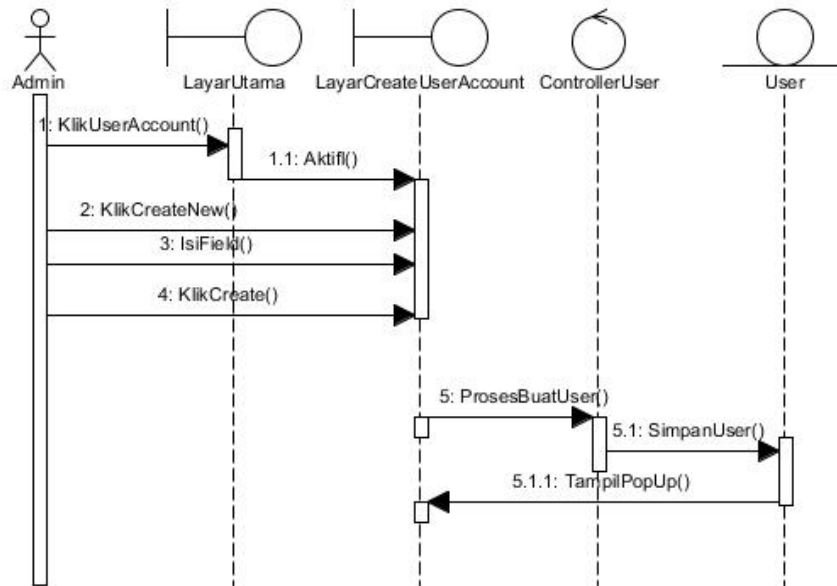 Admin
LayarUtama
LayarCreateUserAccount
ControllerUser
User
1: KlikUserAccount()
1.1: Aktifl()
2: KlikCreateNew()
3: IsiField()
4: KlikCreate()
5: ProsesBuatUser()
5.1: SimpanUser()
5.1.1: TampilPopUp()